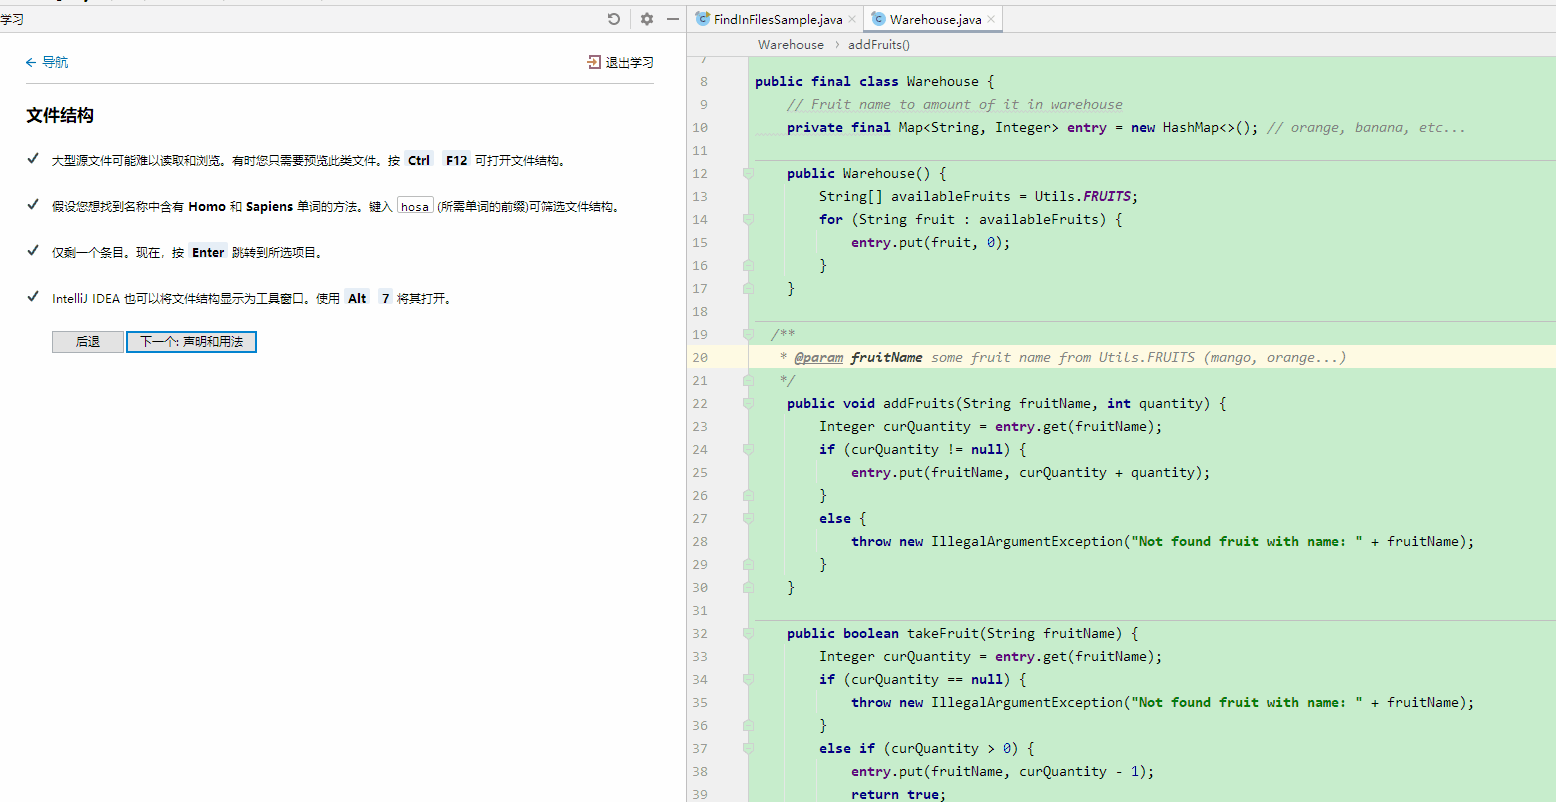 学习
← 导航
退出学习
文件结构
大型源文件可能难以读取和浏览。有时您只需要预览此类文件。按 Ctrl F12 可打开文件结构。
假设您想找到名称中含有 Homo 和 Sapiens 单词的方法。键入 hosa (所需单词的前缀)可筛选文件结构。
仅剩一个条目。现在，按 Enter 跳转到所选项目。
IntelliJ IDEA 也可以将文件结构显示为工具窗口。使用 Alt 7 将其打开。
后退
下一个: 声明和用法
FindInFilesSample.java
Warehouse.java
Warehouse › addFruits()
7
8 public final class Warehouse {
9 // Fruit name to amount of it in warehouse
10 private final Map<String, Integer> entry = new HashMap<>(); // orange, banana, etc...
11
12 public Warehouse() {
13 String[] availableFruits = Utils.FRUITS;
14 for (String fruit : availableFruits) {
15 entry.put(fruit, 0);
16 }
17 }
18
19 /**
20 * @param fruitName some fruit name from Utils.FRUITS (mango, orange...)
21 */
22 public void addFruits(String fruitName, int quantity) {
23 Integer curQuantity = entry.get(fruitName);
24 if (curQuantity != null) {
25 entry.put(fruitName, curQuantity + quantity);
26 }
27 else {
28 throw new IllegalArgumentException("Not found fruit with name: " + fruitName);
29 }
30 }
31
32 public boolean takeFruit(String fruitName) {
33 Integer curQuantity = entry.get(fruitName);
34 if (curQuantity == null) {
35 throw new IllegalArgumentException("Not found fruit with name: " + fruitName);
36 }
37 else if (curQuantity > 0) {
38 entry.put(fruitName, curQuantity - 1);
39 return true;